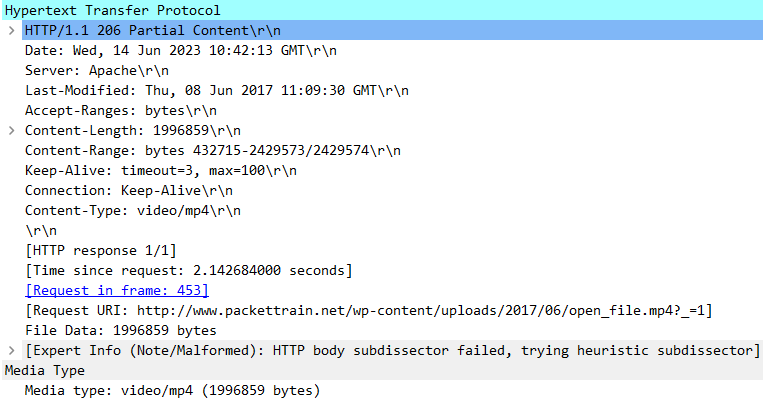 Hypertext Transfer Protocol
HTTP/1.1 206 Partial Content\r\n
Date: Wed, 14 Jun 2023 10:42:13 GMT\r\n
Server: Apache\r\n
Last-Modified: Thu, 08 Jun 2017 11:09:30 GMT\r\n
Accept-Ranges: bytes\r\n
Content-Length: 1996859\r\n
Content-Range: bytes 432715-2429573/2429574\r\n
Keep-Alive: timeout=3, max=100\r\n
Connection: Keep-Alive\r\n
Content-Type: video/mp4\r\n
\r\n
[HTTP response 1/1]
[Time since request: 2.142684000 seconds]
[Request in frame: 453]
[Request URI: http://www.packettrain.net/wp-content/uploads/2017/06/open_file.mp4?_=1]
File Data: 1996859 bytes
[Expert Info (Note/Malformed): HTTP body subdissector failed, trying heuristic subdissector]
Media Type
Media type: video/mp4 (1996859 bytes)